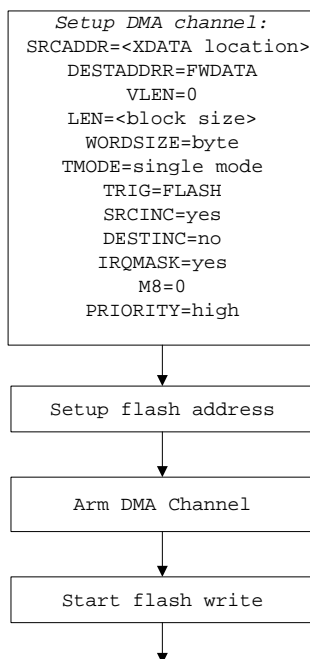 Setup DMA channel:
SRCADDR=<XDATA location>
DESTADDRR=FWDATA
VLEN=0
LEN=<block size>
WORDSIZE=byte
TMODE=single mode
TRIG=FLASH
SRCINC=yes
DESTINC=no
IRQMASK=yes
M8=0
PRIORITY=high
Setup flash address
Arm DMA Channel
Start flash write